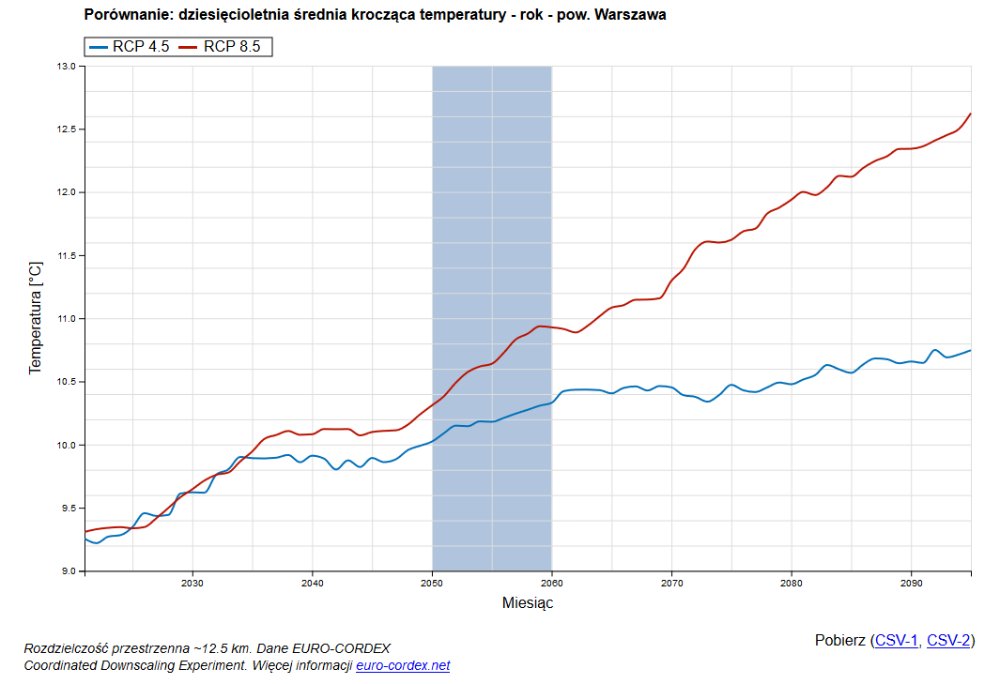 Porównanie: dziesięcioletnia średnia krocząca temperatury - rok - pow. Warszawa
RCP 4.5 RCP 8.5
13.0
12.5
12.0
11.5
11.0
10.5
10.0
9.5
9.0
Temperatura [°C]
2030 2040 2050 2060 2070 2080 2090
Miesiąc
Pobierz (CSV-1, CSV-2)
Rozdzielczość przestrzenna ~12.5 km. Dane EURO-CORDEX
Coordinated Downscaling Experiment. Więcej informacji euro-cordex.net